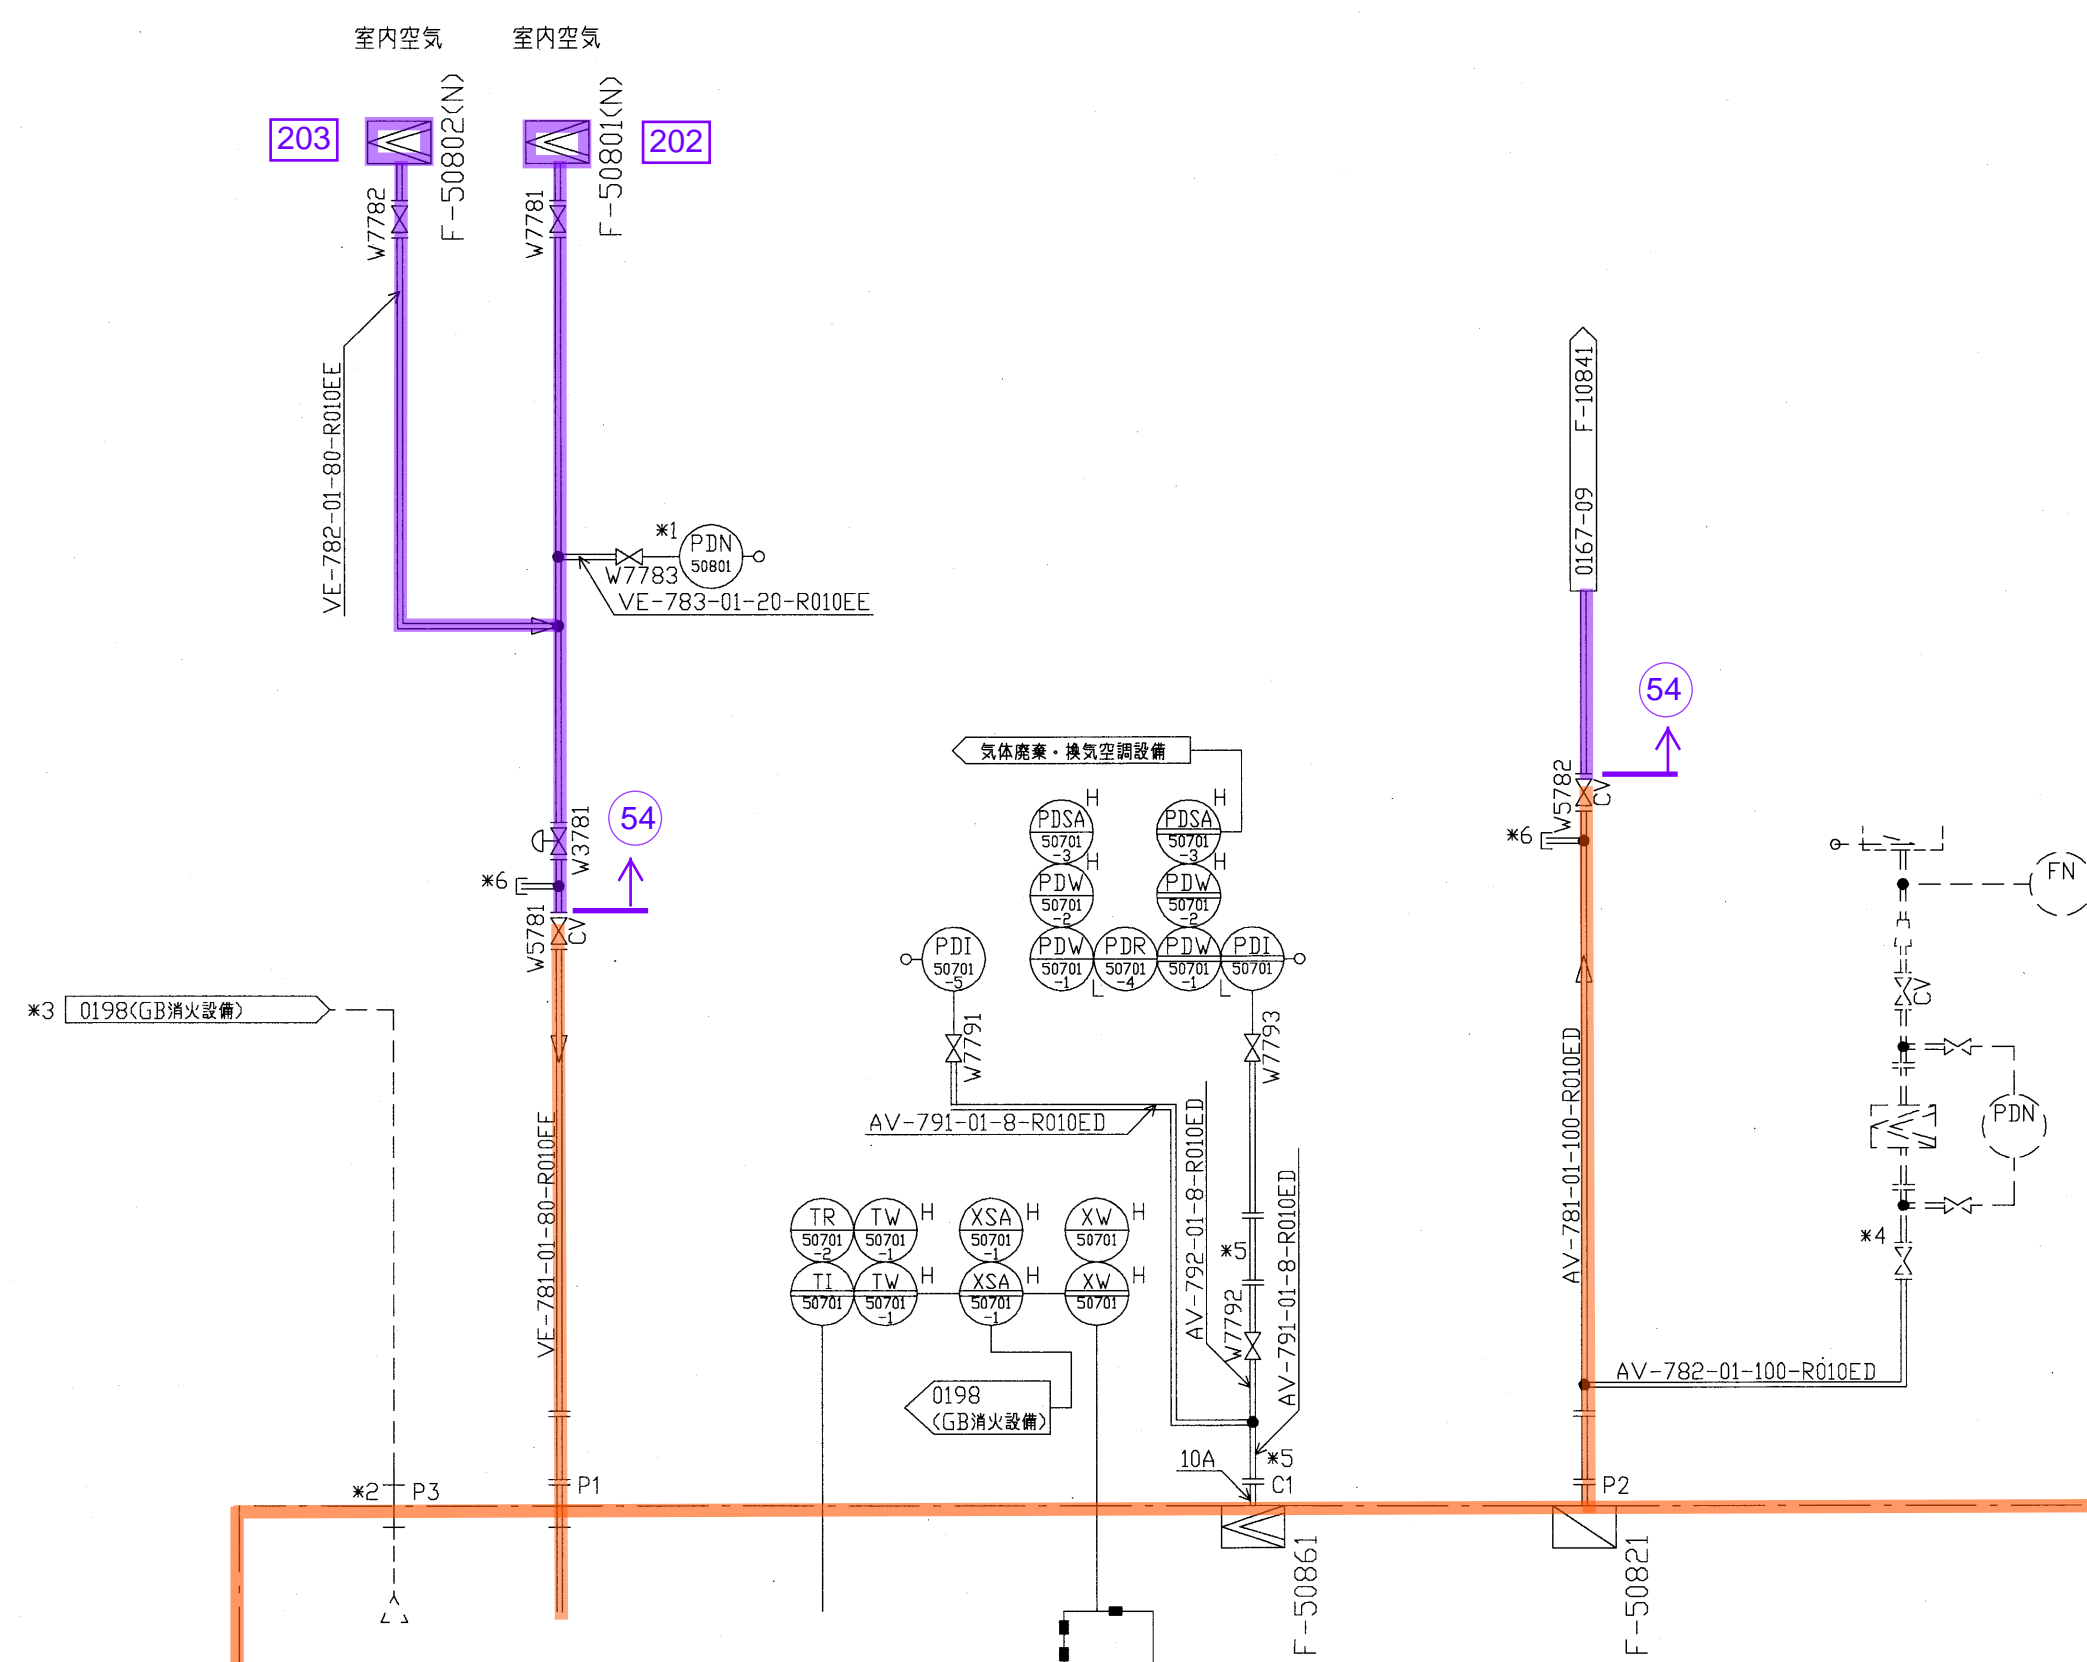 室内空気
室内空気
203
F-50802(N)
F-50801(N)
202
W7782
W7781
VE-782-01-80-R010EE
*1
PDN
50801
W7783
VE-783-01-20-R010EE
F-10841
0167-09
54
W5782
CV
*6
気体廃棄・換気空調設備
54
W3781
*6
W5781
CV
PDSA
50701
-3
H
PDSA
50701
-3
H
PDW
50701
-2
H
PDW
50701
-2
H
PDI
50701
-5
PDW
50701
-1
L
PDR
50701
-4
PDW
50701
-1
L
PDI
50701
FN
CV
*3
0198(GB消火設備)
W7791
W7793
AV-791-01-8-R010ED
AV-792-01-8-R010ED
AV-791-01-8-R010ED
AV-781-01-100-R010ED
PDN
VE-781-01-80-R010EE
TR
50701
-2
TW
50701
-1
H
XSA
50701
-1
H
XW
50701
H
TI
50701
TW
50701
-1
H
XSA
50701
-1
H
XW
50701
H
*5
W7792
*4
0198
(GB消火設備)
AV-782-01-100-R010ED
10A
*5
C1
*2
P3
P1
P2
F-50861
F-50821